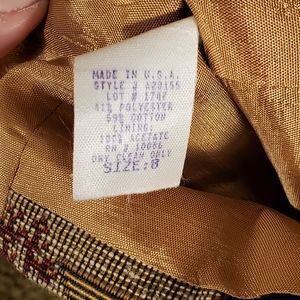 MADE IN U.S.A.
STYLE # A20155
LOT # 1787
41% POLYESTER
59% COTTON
LINING:
100% ACETATE
RN # 10086
DRY CLEAN ONLY
SIZE:8